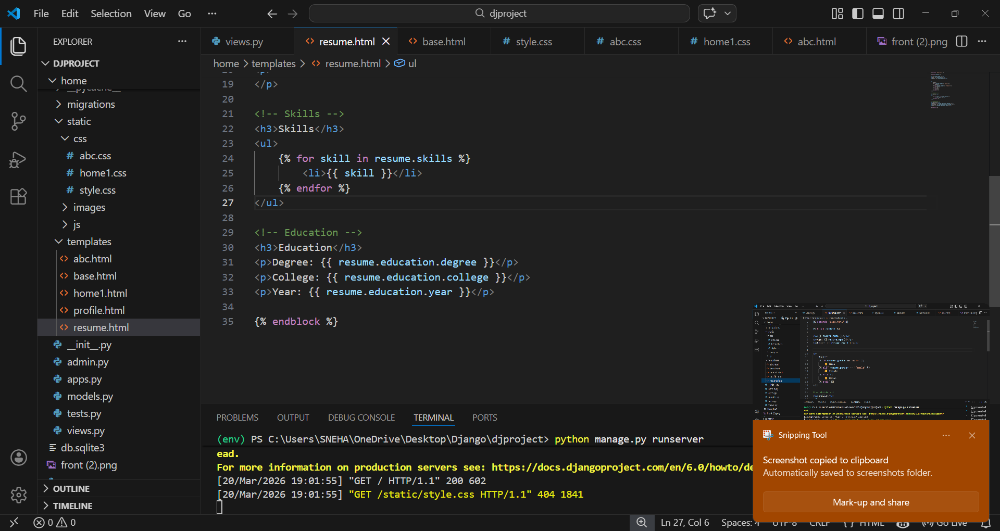 File Edit Selection View Go ···
djproject
EXPLORER ···
DJPROJECT
home
__pycache__
migrations
static
css
# abc.css
# home1.css
# style.css
images
js
templates
<> abc.html
<> base.html
<> home1.html
<> profile.html
<> resume.html
__init__.py
admin.py
apps.py
models.py
tests.py
views.py
db.sqlite3
front (2).png
OUTLINE
TIMELINE
views.py <> resume.html <> base.html # style.css # abc.css # home1.css <> abc.html front (2).png
home > templates > <> resume.html > ul
19 </p>
20
21 <!-- Skills -->
22 <h3>Skills</h3>
23 <ul>
24 {% for skill in resume.skills %}
25 <li>{{ skill }}</li>
26 {% endfor %}
27 </ul>
28
29 <!-- Education -->
30 <h3>Education</h3>
31 <p>Degree: {{ resume.education.degree }}</p>
32 <p>College: {{ resume.education.college }}</p>
33 <p>Year: {{ resume.education.year }}</p>
34
35 {% endblock %}
PROBLEMS OUTPUT DEBUG CONSOLE TERMINAL PORTS
(env) PS C:\Users\SNEHA\OneDrive\Desktop\Django\djproject> python manage.py runserver
ead.
For more information on production servers see: https://docs.djangoproject.com/en/6.0/howto/de
[20/Mar/2026 19:01:55] "GET / HTTP/1.1" 200 602
[20/Mar/2026 19:01:55] "GET /static/style.css HTTP/1.1" 404 1841
Snipping Tool ···
Screenshot copied to clipboard
Automatically saved to screenshots folder.
Mark-up and share
0 0
Ln 27, Col 6 Spaces: 4 UTF-8 CRLF {} HTML Go Live